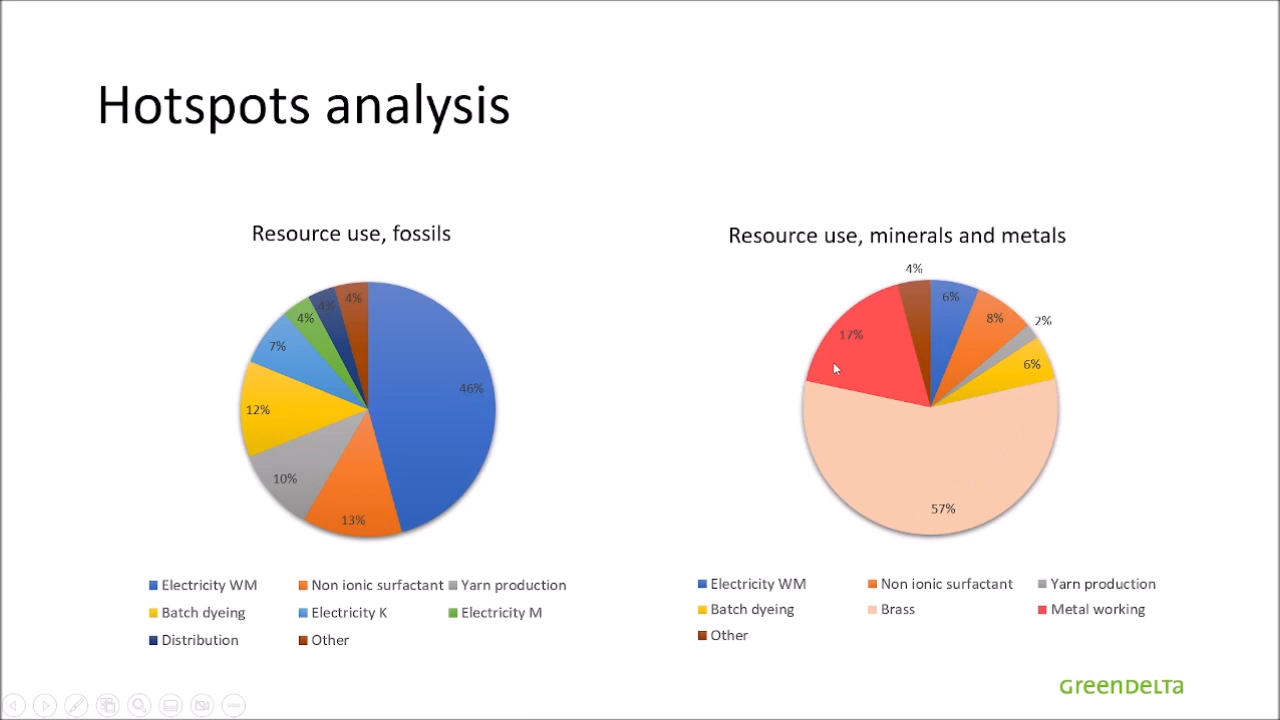 Hotspots analysis
Resource use, fossils
46%
13%
10%
12%
7%
4%
4%
4%
Electricity WM
Non ionic surfactant
Yarn production
Batch dyeing
Electricity K
Electricity M
Distribution
Other
Resource use, minerals and metals
6%
8%
2%
6%
57%
17%
4%
Electricity WM
Non ionic surfactant
Yarn production
Batch dyeing
Brass
Metal working
Other
GreenDeLTa